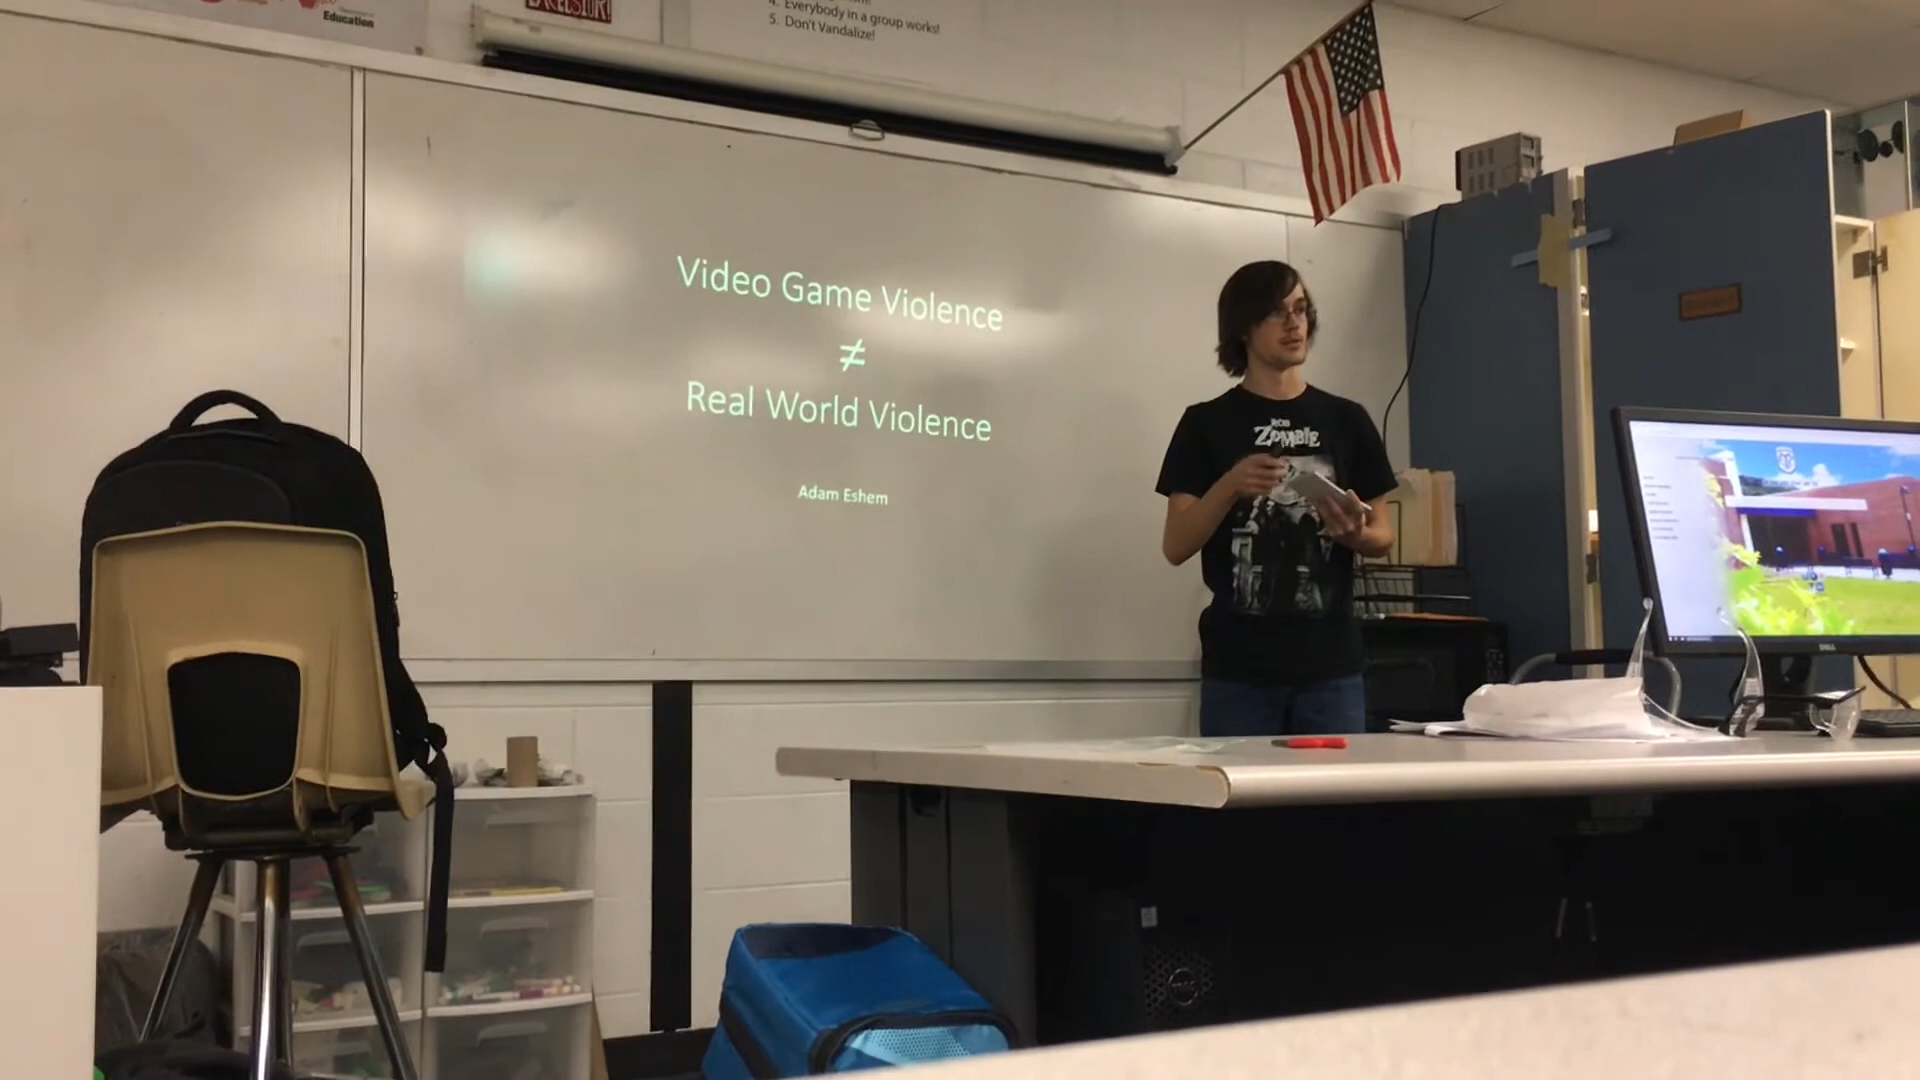 Education
EXCELSIOR!
4. Everybody in a group works!
5. Don't Vandalize!
Video Game Violence
≠
Real World Violence
Adam Eshem
ROB
ZOMBIE
DELL